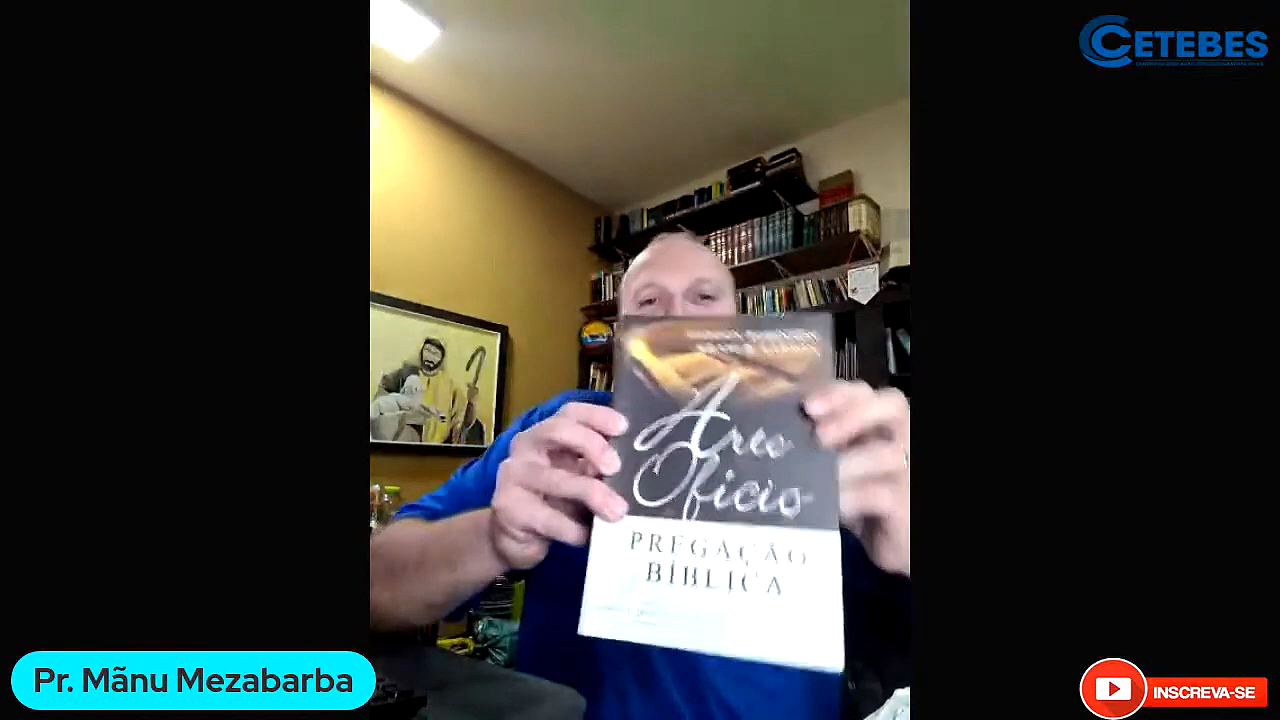 CETEBES
Arte
Ofício
PREGAÇÃO
BÍBLICA
Pr. Mãnu Mezabarba
INSCREVA-SE